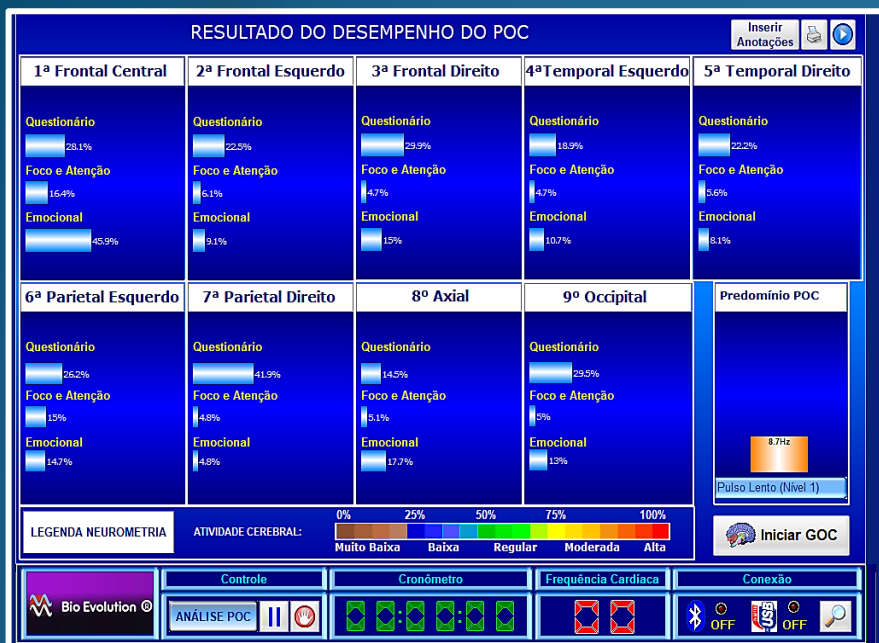 RESULTADO DO DESEMPENHO DO POC
Inserir
Anotações
1ª Frontal Central
Questionário
28.1%
Foco e Atenção
16.4%
Emocional
45.9%
2ª Frontal Esquerdo
Questionário
22.5%
Foco e Atenção
6.1%
Emocional
9.1%
3ª Frontal Direito
Questionário
29.9%
Foco e Atenção
4.7%
Emocional
15%
4ªTemporal Esquerdo
Questionário
18.9%
Foco e Atenção
4.7%
Emocional
10.7%
5ª Temporal Direito
Questionário
22.2%
Foco e Atenção
5.6%
Emocional
8.1%
6ª Parietal Esquerdo
Questionário
26.2%
Foco e Atenção
15%
Emocional
14.7%
7ª Parietal Direito
Questionário
41.9%
Foco e Atenção
4.8%
Emocional
4.8%
8º Axial
Questionário
14.5%
Foco e Atenção
5.1%
Emocional
17.7%
9º Occipital
Questionário
29.5%
Foco e Atenção
5%
Emocional
13%
Predomínio POC
8.7Hz
Pulso Lento (Nível 1)
LEGENDA NEUROMETRIA
ATIVIDADE CEREBRAL:
0% 25% 50% 75% 100%
Muito Baixa Baixa Regular Moderada Alta
Iniciar GOC
Bio Evolution ®
Controle
ANÁLISE POC
Cronômetro
00:00:00
Frequência Cardíaca
00
Conexão
OFF
USB
OFF